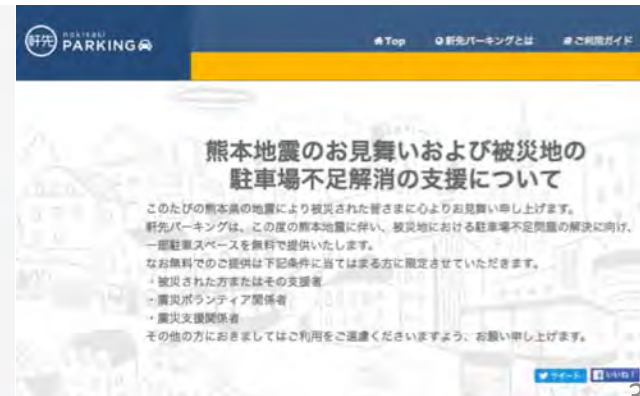 軒先 nokisaki PARKING
Top 軒先パーキングとは ご利用ガイド
熊本地震のお見舞いおよび被災地の
駐車場不足解消の支援について
このたびの熊本県の地震により被災された皆さまに心よりお見舞い申し上げます。
軒先パーキングは、この度の熊本地震に伴い、被災地における駐車場不足問題の解決に向け、
一部駐車スペースを無料で提供いたします。
なお無料でのご提供は下記条件に当てはまる方に限定させていただきます。
・被災された方またはその支援者
・震災ボランティア関係者
・震災支援関係者
その他の方におきましてはご利用をご遠慮くださいますよう、お願い申し上げます。
ツイート いいね!